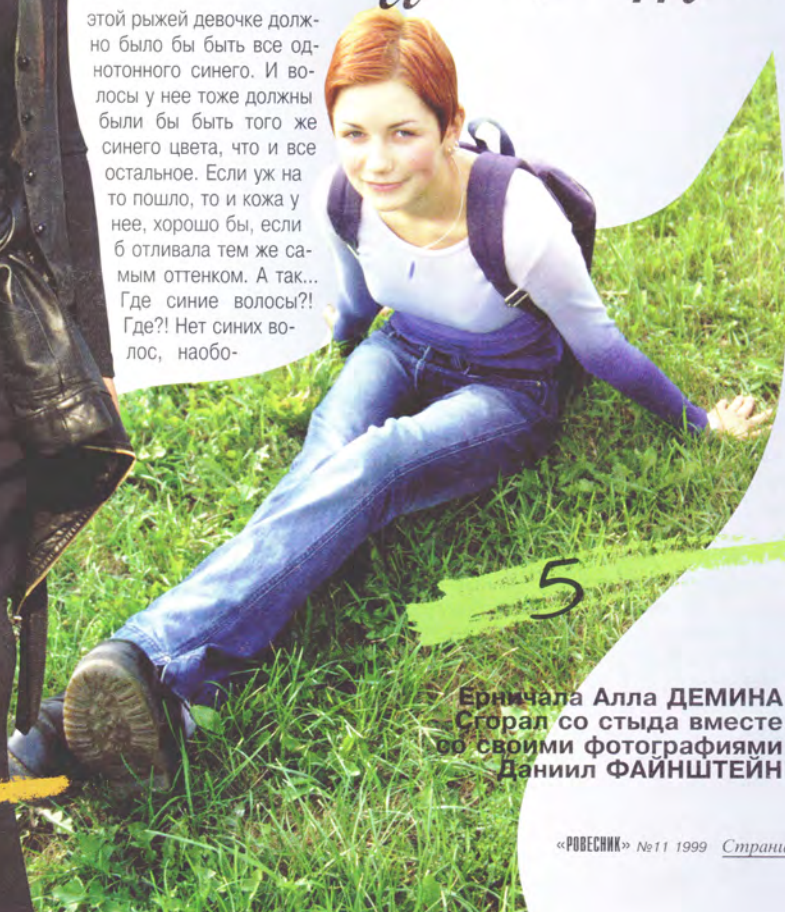 этой рыжей девочке долж-
но было бы быть все од-
нотонного синего. И во-
лосы у нее тоже должны
были бы быть того же
синего цвета, что и все
остальное. Если уж на
то пошло, то и кожа у
нее, хорошо бы, если
б отливала тем же са-
мым оттенком. А так...
Где синие волосы?!
Где?! Нет синих во-
лос, наобо-
5
Ерничала Алла ДЕМИНА
Сгорал со стыда вместе
со своими фотографиями
Даниил ФАЙНШТЕЙН
«РОВЕСНИК» №11 1999